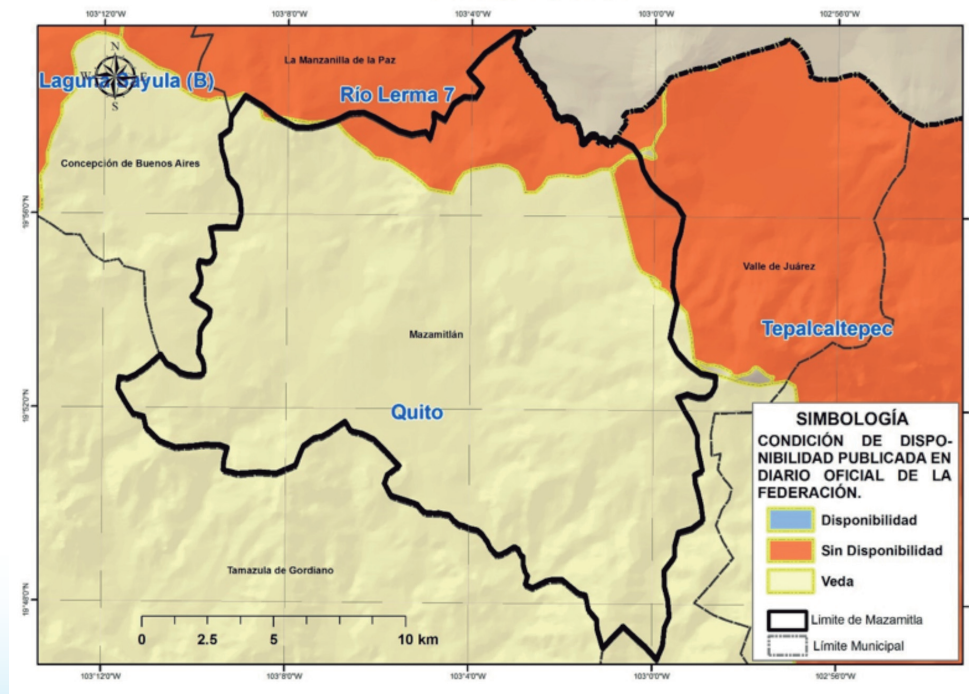 103°12'0"W 103°8'0"W 103°4'0"W 103°0'0"W 102°56'0"W
N
W E
S
La Manzanilla de la Paz
Laguna Sayula (B)
Río Lerma 7
Concepción de Buenos Aires
19°56'0"N
Valle de Juárez
Mazamitlán
Tepalcaltepec
19°52'0"N
Quito
SIMBOLOGÍA
CONDICIÓN DE DISPO-
NIBILIDAD PUBLICADA EN
DIARIO OFICIAL DE LA
FEDERACIÓN.
Disponibilidad
Sin Disponibilidad
Veda
Limite de Mazamitla
Límite Municipal
Tamazula de Gordiano
19°48'0"N
0 2.5 5 10 km
103°12'0"W 103°8'0"W 103°4'0"W 103°0'0"W 102°56'0"W